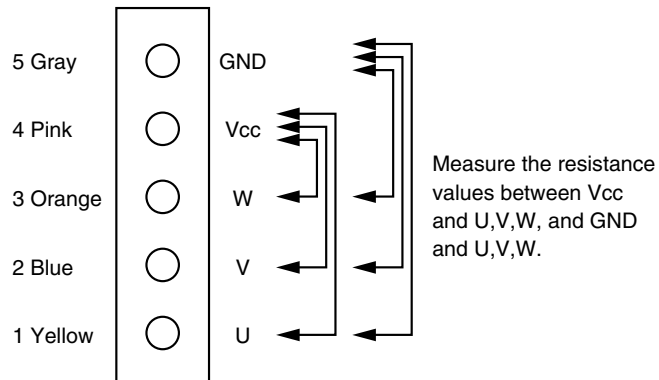 5 Gray GND
4 Pink Vcc
3 Orange W
2 Blue V
1 Yellow U
Measure the resistance
values between Vcc
and U,V,W, and GND
and U,V,W.